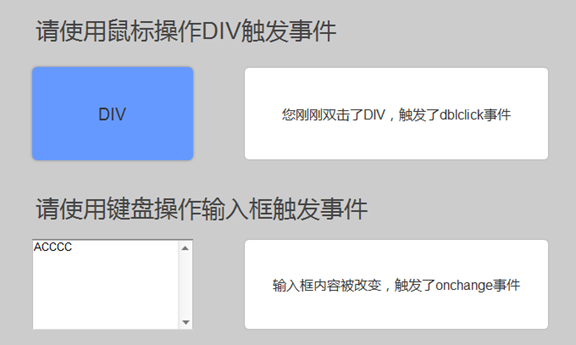 请使用鼠标操作DIV触发事件
DIV
您刚刚双击了DIV，触发了dblclick事件
请使用键盘操作输入框触发事件
ACCCC
输入框内容被改变，触发了onchange事件